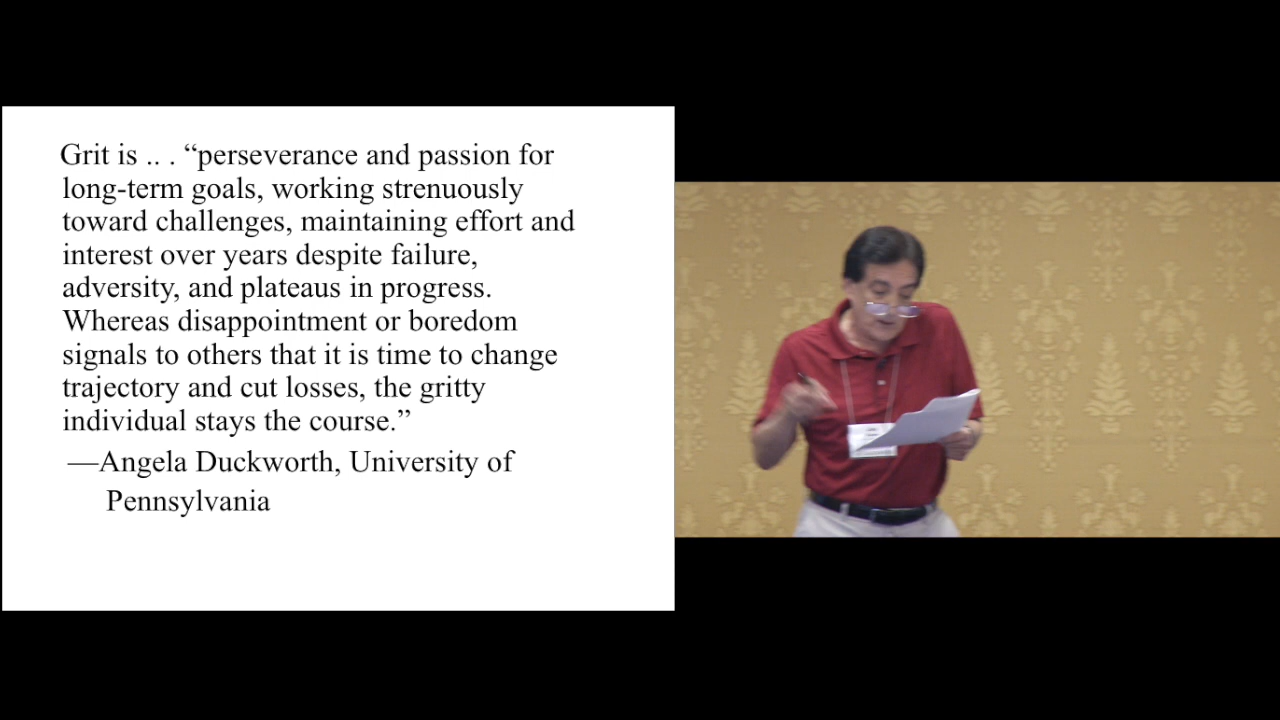 Grit is .. . “perseverance and passion for
long-term goals, working strenuously
toward challenges, maintaining effort and
interest over years despite failure,
adversity, and plateaus in progress.
Whereas disappointment or boredom
signals to others that it is time to change
trajectory and cut losses, the gritty
individual stays the course.”
—Angela Duckworth, University of
Pennsylvania